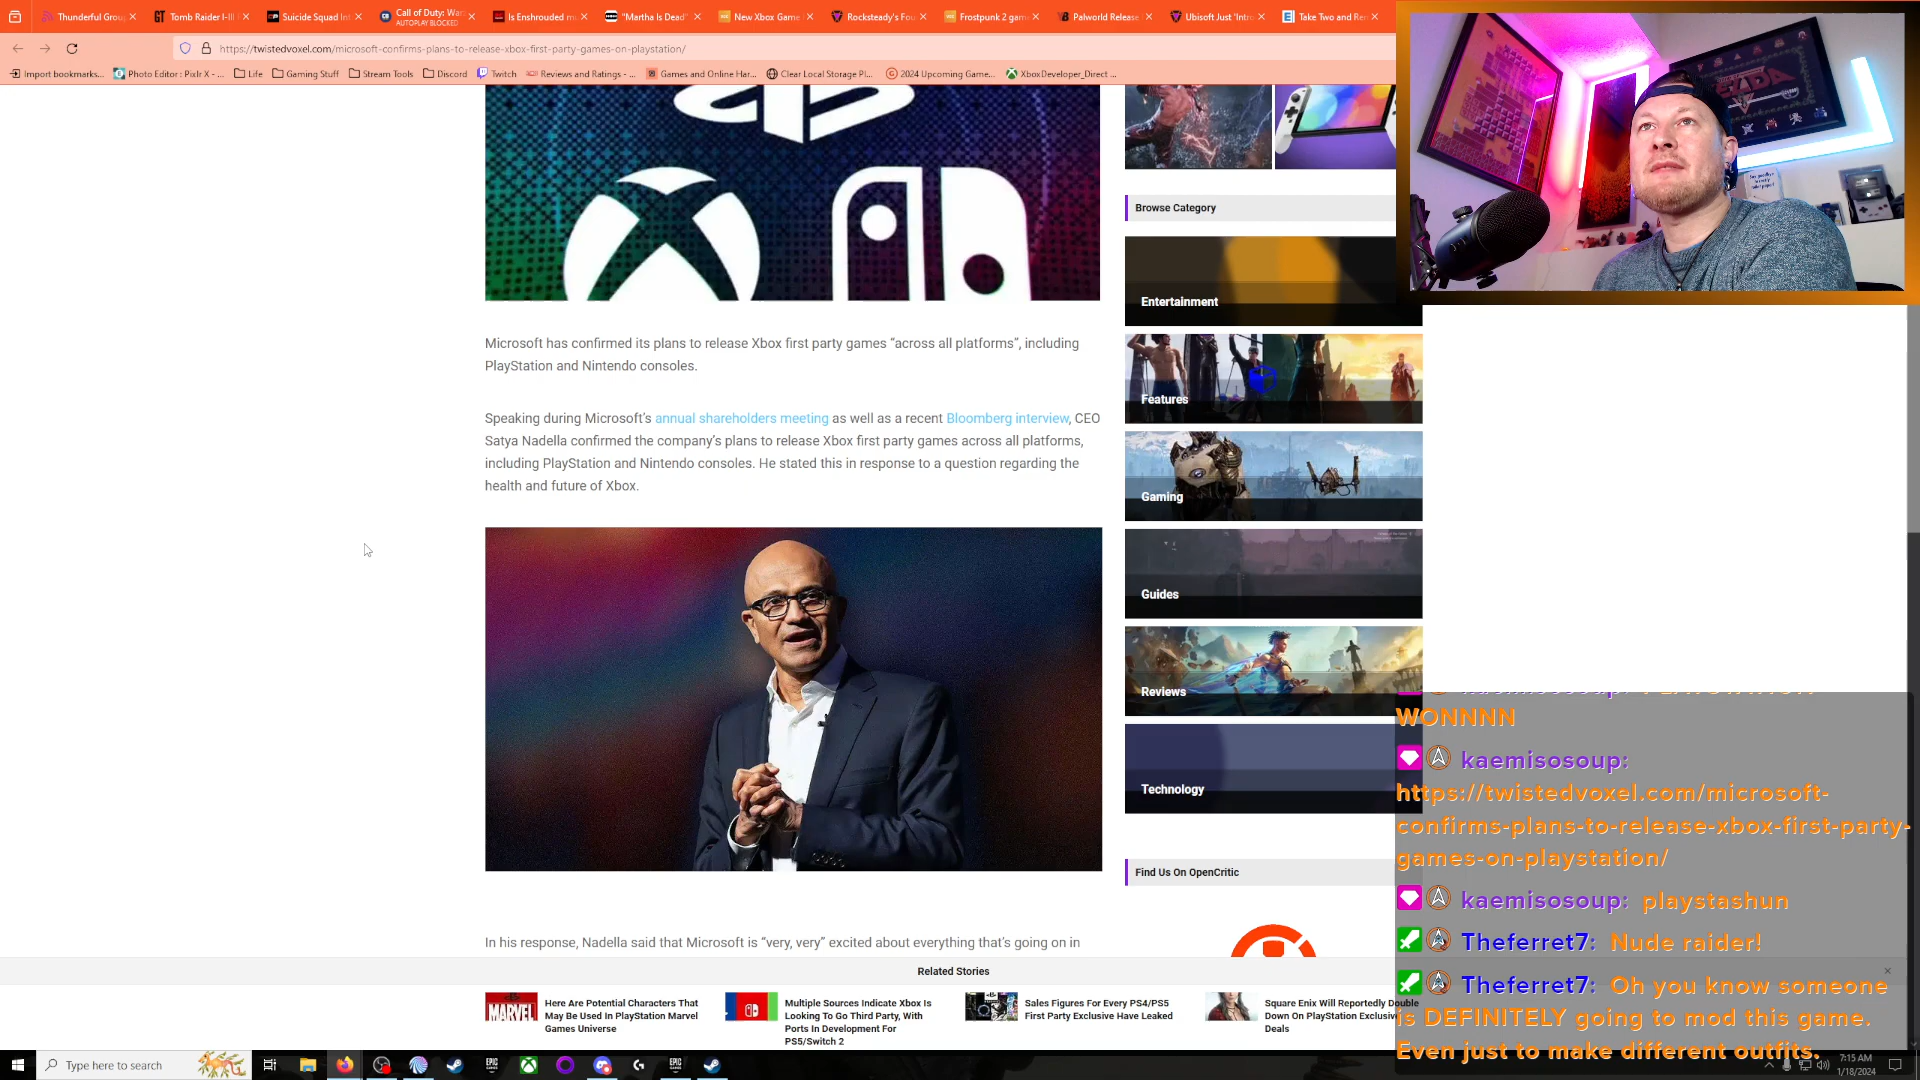 Thunderful Grou
Tomb Raider I-III
Suicide Squad Int
Call of Duty: War
AUTOPLAY BLOCKED
Is Enshrouded m
"Martha Is Dead"
New Xbox Game
Rocksteady's Fou
Frostpunk 2 gam
Palworld Release
Ubisoft Just 'Intro
Take Two and Re
https://twistedvoxel.com/microsoft-confirms-plans-to-release-xbox-first-party-games-on-playstation/
Import bookmarks...
Photo Editor : Pixlr X - ...
Life
Gaming Stuff
Stream Tools
Discord
Twitch
Reviews and Ratings - ...
Games and Online Har...
Clear Local Storage Pl...
2024 Upcoming Game...
XboxDeveloper_Direct ...
Browse Category
Entertainment
Features
Gaming
Guides
Reviews
Technology
Find Us On OpenCritic
Microsoft has confirmed its plans to release Xbox first party games “across all platforms”, including
PlayStation and Nintendo consoles.
Speaking during Microsoft’s annual shareholders meeting as well as a recent Bloomberg interview, CEO
Satya Nadella confirmed the company’s plans to release Xbox first party games across all platforms,
including PlayStation and Nintendo consoles. He stated this in response to a question regarding the
health and future of Xbox.
In his response, Nadella said that Microsoft is “very, very” excited about everything that’s going on in
Related Stories
MARVEL
Here Are Potential Characters That
May Be Used In PlayStation Marvel
Games Universe
Multiple Sources Indicate Xbox Is
Looking To Go Third Party, With
Ports In Development For
PS5/Switch 2
Sales Figures For Every PS4/PS5
First Party Exclusive Have Leaked
Square Enix Will Reportedly Double
Down On PlayStation Exclusive
Deals
WONNNN
kaemisosoup:
https://twistedvoxel.com/microsoft-
confirms-plans-to-release-xbox-first-party-
games-on-playstation/
kaemisosoup: playstashun
Theferret7: Nude raider!
Theferret7: Oh you know someone
is DEFINITELY going to mod this game.
Even just to make different outfits.
Type here to search
7:15 AM
1/18/2024